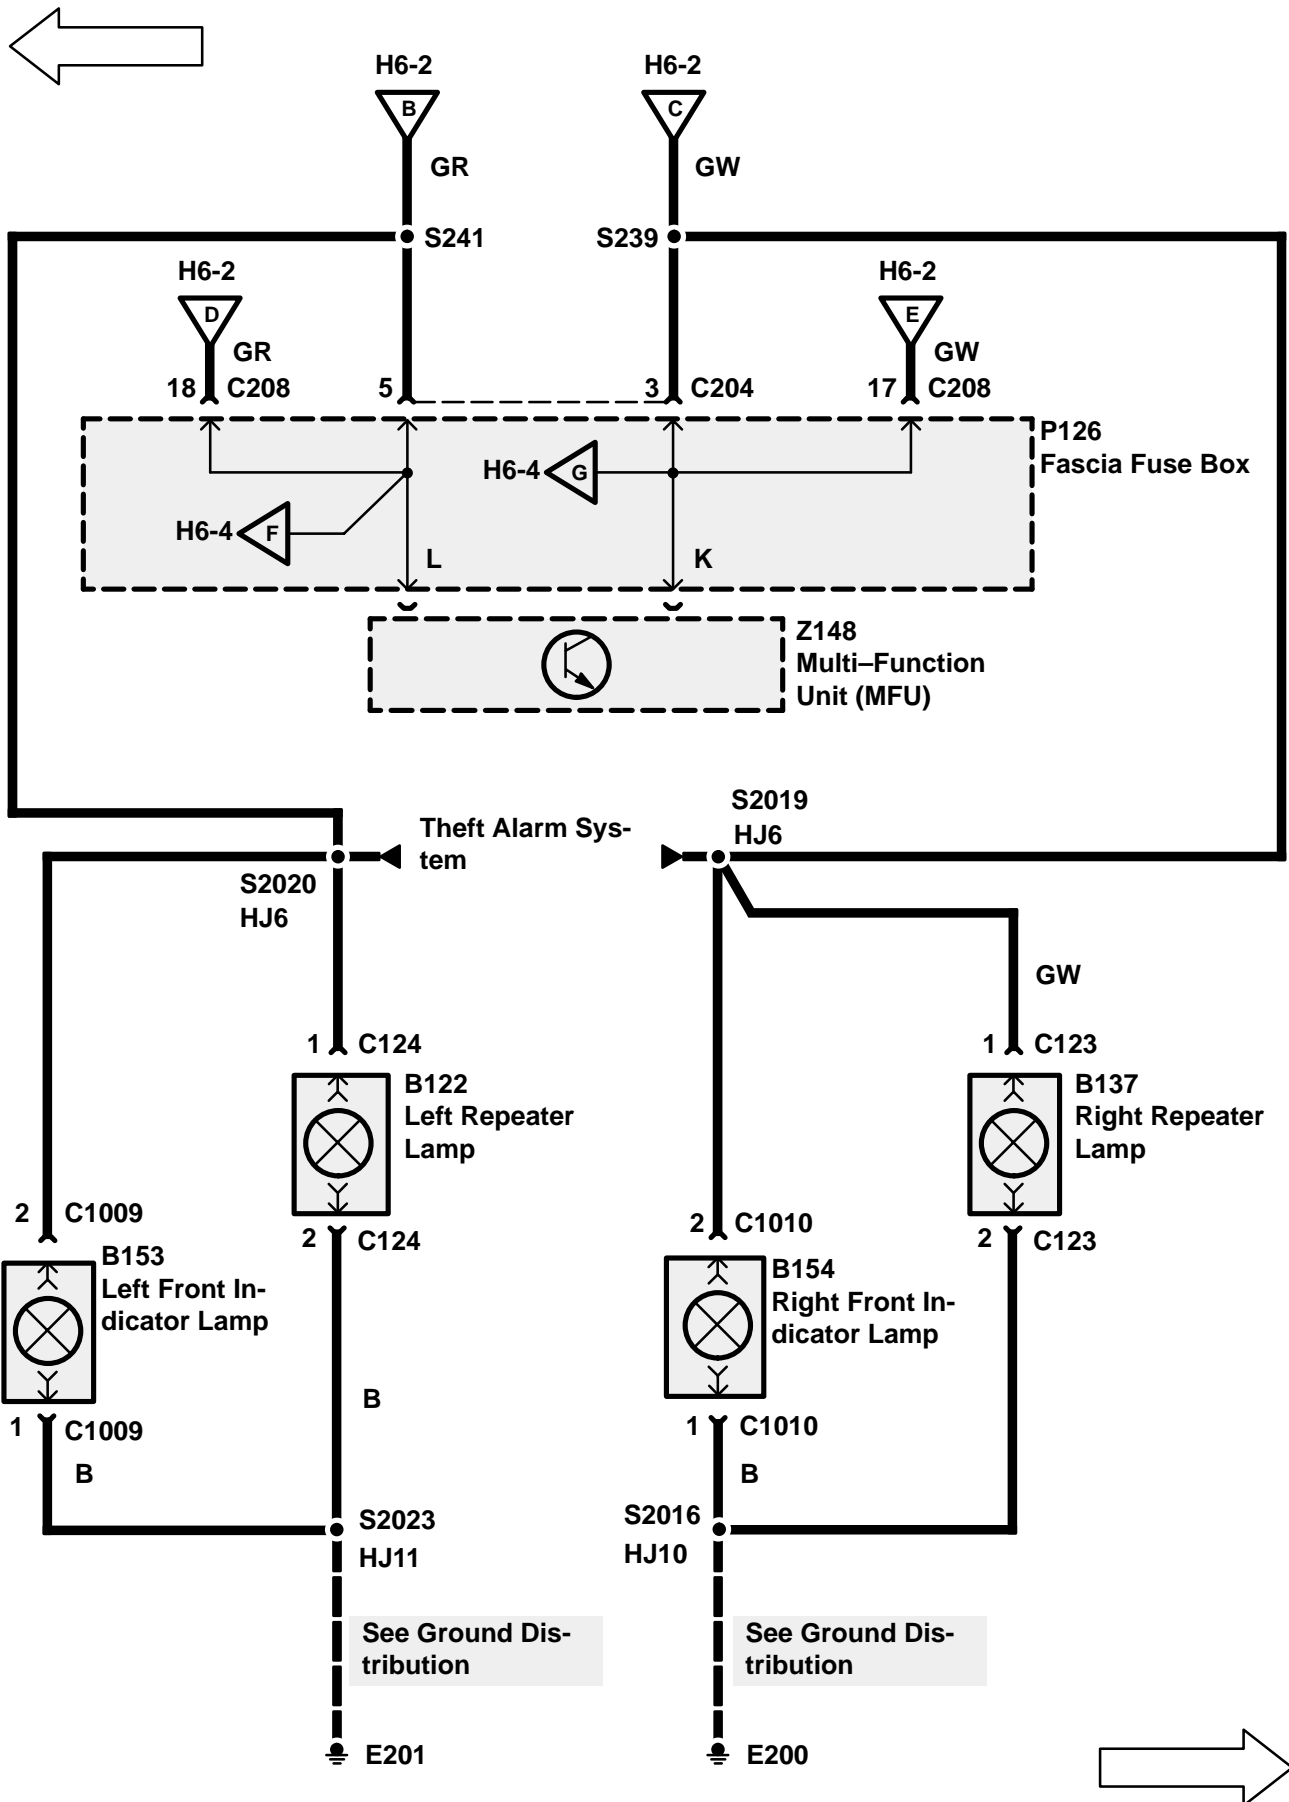 H6-2
H6-2
B
C
GR
GW
S241
S239
H6-2
H6-2
D
E
GR
GW
18 C208
5
3 C204
17 C208
P126
Fascia Fuse Box
H6-4 G
H6-4 F
L
K
Z148
Multi–Function
Unit (MFU)
S2019
HJ6
Theft Alarm Sys-
tem
S2020
HJ6
GW
1 C124
1 C123
B122
Left Repeater
Lamp
B137
Right Repeater
Lamp
2 C1009
2 C124
2 C1010
2 C123
B153
Left Front In-
dicator Lamp
B154
Right Front In-
dicator Lamp
B
1 C1009
1 C1010
B
B
S2023
HJ11
S2016
HJ10
See Ground Dis-
tribution
See Ground Dis-
tribution
E201
E200